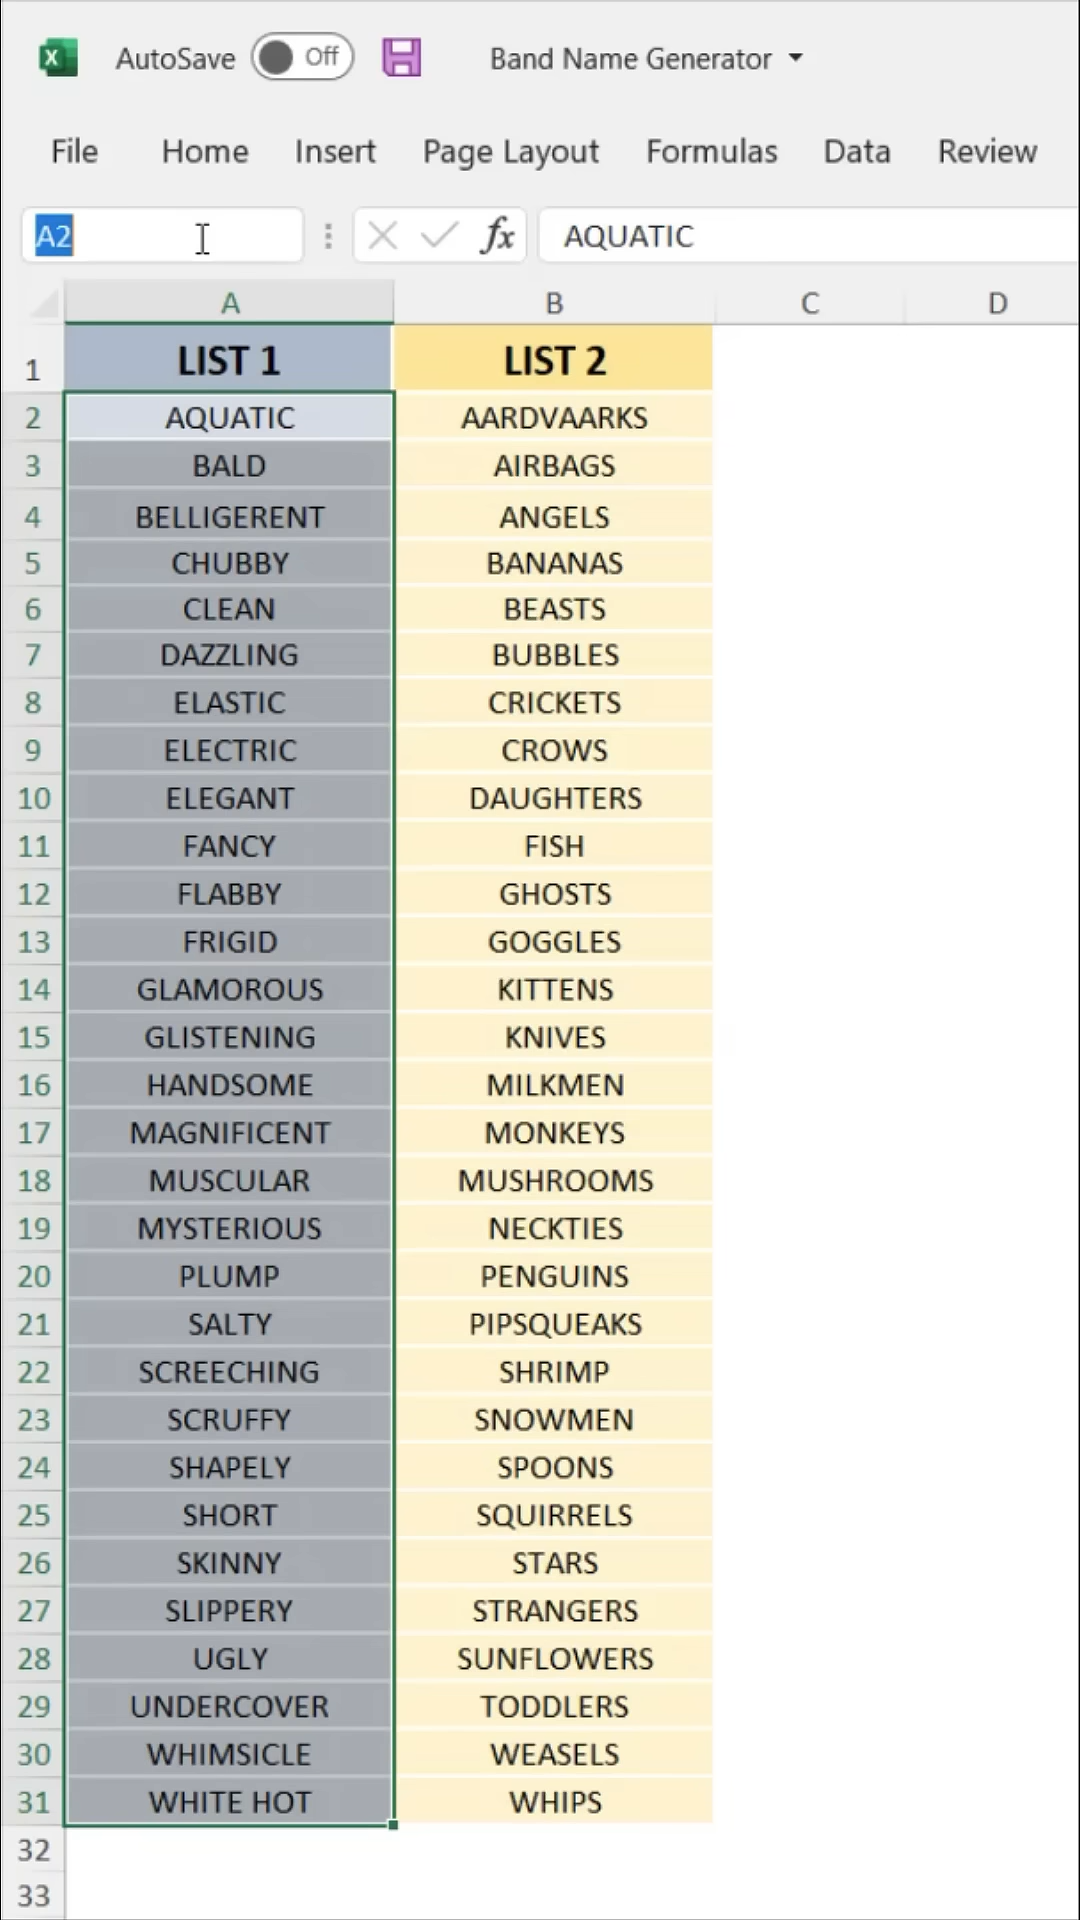 AutoSave Off Band Name Generator
File Home Insert Page Layout Formulas Data Review
A2 fx AQUATIC
A B C D
1 LIST 1 LIST 2
2 AQUATIC AARDVAARKS
3 BALD AIRBAGS
4 BELLIGERENT ANGELS
5 CHUBBY BANANAS
6 CLEAN BEASTS
7 DAZZLING BUBBLES
8 ELASTIC CRICKETS
9 ELECTRIC CROWS
10 ELEGANT DAUGHTERS
11 FANCY FISH
12 FLABBY GHOSTS
13 FRIGID GOGGLES
14 GLAMOROUS KITTENS
15 GLISTENING KNIVES
16 HANDSOME MILKMEN
17 MAGNIFICENT MONKEYS
18 MUSCULAR MUSHROOMS
19 MYSTERIOUS NECKTIES
20 PLUMP PENGUINS
21 SALTY PIPSQUEAKS
22 SCREECHING SHRIMP
23 SCRUFFY SNOWMEN
24 SHAPELY SPOONS
25 SHORT SQUIRRELS
26 SKINNY STARS
27 SLIPPERY STRANGERS
28 UGLY SUNFLOWERS
29 UNDERCOVER TODDLERS
30 WHIMSICLE WEASELS
31 WHITE HOT WHIPS
32
33